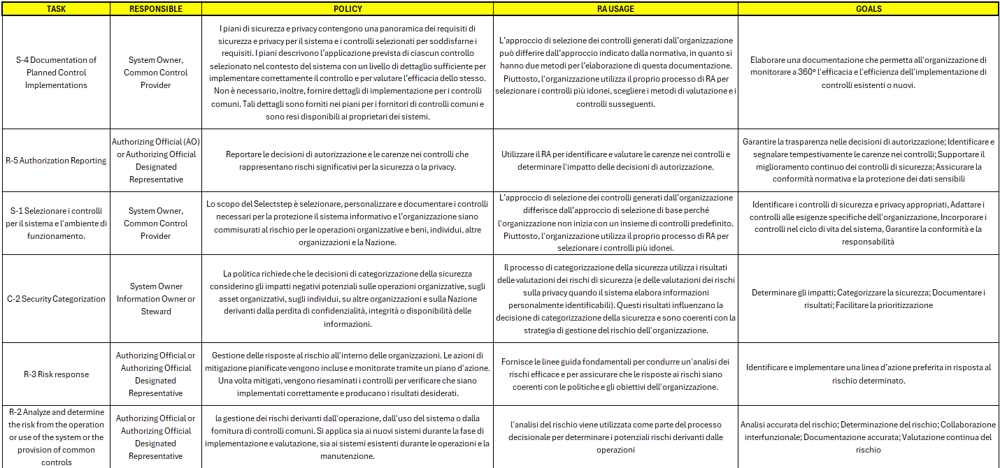 TASK
RESPONSIBLE
POLICY
RA USAGE
GOALS
S-4 Documentation of
Planned Control
Implementations
System Owner,
Common Control
Provider
I piani di sicurezza e privacy contengono una panoramica dei requisiti di
sicurezza e privacy per il sistema e i controlli selezionati per soddisfarne i
requisiti. I piani descrivono l'applicazione prevista di ciascun controllo
selezionato nel contesto del sistema con un livello di dettaglio sufficiente per
implementare correttamente il controllo e per valutare l'efficacia dello stesso.
Non è necessario, inoltre, fornire dettagli di implementazione per i controlli
comuni. Tali dettagli sono forniti nei piani per i fornitori di controlli comuni e
sono resi disponibili ai proprietari dei sistemi.
L'approccio di selezione dei controlli generati dall'organizzazione
può differire dall'approccio indicato dalla normativa, in quanto si
hanno due metodi per l'elaborazione di questa documentazione.
Piuttosto, l'organizzazione utilizza il proprio processo di RA per
selezionare i controlli più idonei, scegliere i metodi di valutazione e i
controlli susseguenti.
Elaborare una documentazione che permetta all'organizzazione di
monitorare a 360° l'efficacia e l'efficienza dell'implementazione di
controlli esistenti o nuovi.
R-5 Authorization Reporting
Authorizing Official (AO)
or Authorizing Official
Designated
Representative
Reportare le decisioni di autorizzazione e le carenze nei controlli che
rappresentano rischi significativi per la sicurezza o la privacy.
Utilizzare il RA per identificare e valutare le carenze nei controlli e
determinare l'impatto delle decisioni di autorizzazione.
Garantire la trasparenza nelle decisioni di autorizzazione; Identificare e
segnalare tempestivamente le carenze nei controlli; Supportare il
miglioramento continuo dei controlli di sicurezza; Assicurare la
conformità normativa e la protezione dei dati sensibili
S-1 Selezionare i controlli
per il sistema e l'ambiente di
funzionamento.
System Owner,
Common Control
Provider
Lo scopo del Selectstep è selezionare, personalizzare e documentare i controlli
necessari per la protezione il sistema informativo e l'organizzazione siano
commisurati al rischio per le operazioni organizzative e beni, individui, altre
organizzazioni e la Nazione.
L'approccio di selezione dei controlli generati dall'organizzazione
differisce dall'approccio di selezione di base perché
l'organizzazione non inizia con un insieme di controlli predefinito.
Piuttosto, l'organizzazione utilizza il proprio processo di RA per
selezionare i controlli più idonei.
Identificare i controlli di sicurezza e privacy appropriati, Adattare i
controlli alle esigenze specifiche dell'organizzazione, Incorporare i
controlli nel ciclo di vita del sistema, Garantire la conformità e la
responsabilità
C-2 Security Categorization
System Owner
Information Owner or
Steward
La politica richiede che le decisioni di categorizzazione della sicurezza
considerino gli impatti negativi potenziali sulle operazioni organizzative, sugli
asset organizzativi, sugli individui, su altre organizzazioni e sulla Nazione
derivanti dalla perdita di confidenzialità, integrità o disponibilità delle
informazioni.
Il processo di categorizzazione della sicurezza utilizza i risultati
delle valutazioni dei rischi di sicurezza (e delle valutazioni dei rischi
sulla privacy quando il sistema elabora informazioni
personalmente identificabili). Questi risultati influenzano la
decisione di categorizzazione della sicurezza e sono coerenti con la
strategia di gestione del rischio dell'organizzazione.
Determinare gli impatti; Categorizzare la sicurezza; Documentare i
risultati; Facilitare la prioritizzazione
R-3 Risk response
Authorizing Official or
Authorizing Official
Designated
Representative
Gestione delle risposte al rischio all'interno delle organizzazioni. Le azioni di
mitigazione pianificate vengono incluse e monitorate tramite un piano d'azione.
Una volta mitigati, vengono riesaminati i controlli per verificare che siano
implementati correttamente e producano i risultati desiderati.
Fornisce le linee guida fondamentali per condurre un'analisi dei
rischi efficace e per assicurare che le risposte ai rischi siano
coerenti con le politiche e gli obiettivi dell'organizzazione.
Identificare e implementare una linea d'azione preferita in risposta al
rischio determinato.
R-2 Analyze and determine
the risk from the operation
or use of the system or the
provision of common
controls
Authorizing Official or
Authorizing Official
Designated
Representative
la gestione dei rischi derivanti dall'operazione, dall'uso del sistema o dalla
fornitura di controlli comuni. Si applica sia ai nuovi sistemi durante la fase di
implementazione e valutazione, sia ai sistemi esistenti durante le operazioni e la
manutenzione.
l'analisi del rischio viene utilizzata come parte del processo
decisionale per determinare i potenziali rischi derivanti dalle
operazioni
Analisi accurata del rischio; Determinazione del rischio; Collaborazione
interfunzionale; Documentazione accurata; Valutazione continua del
rischio